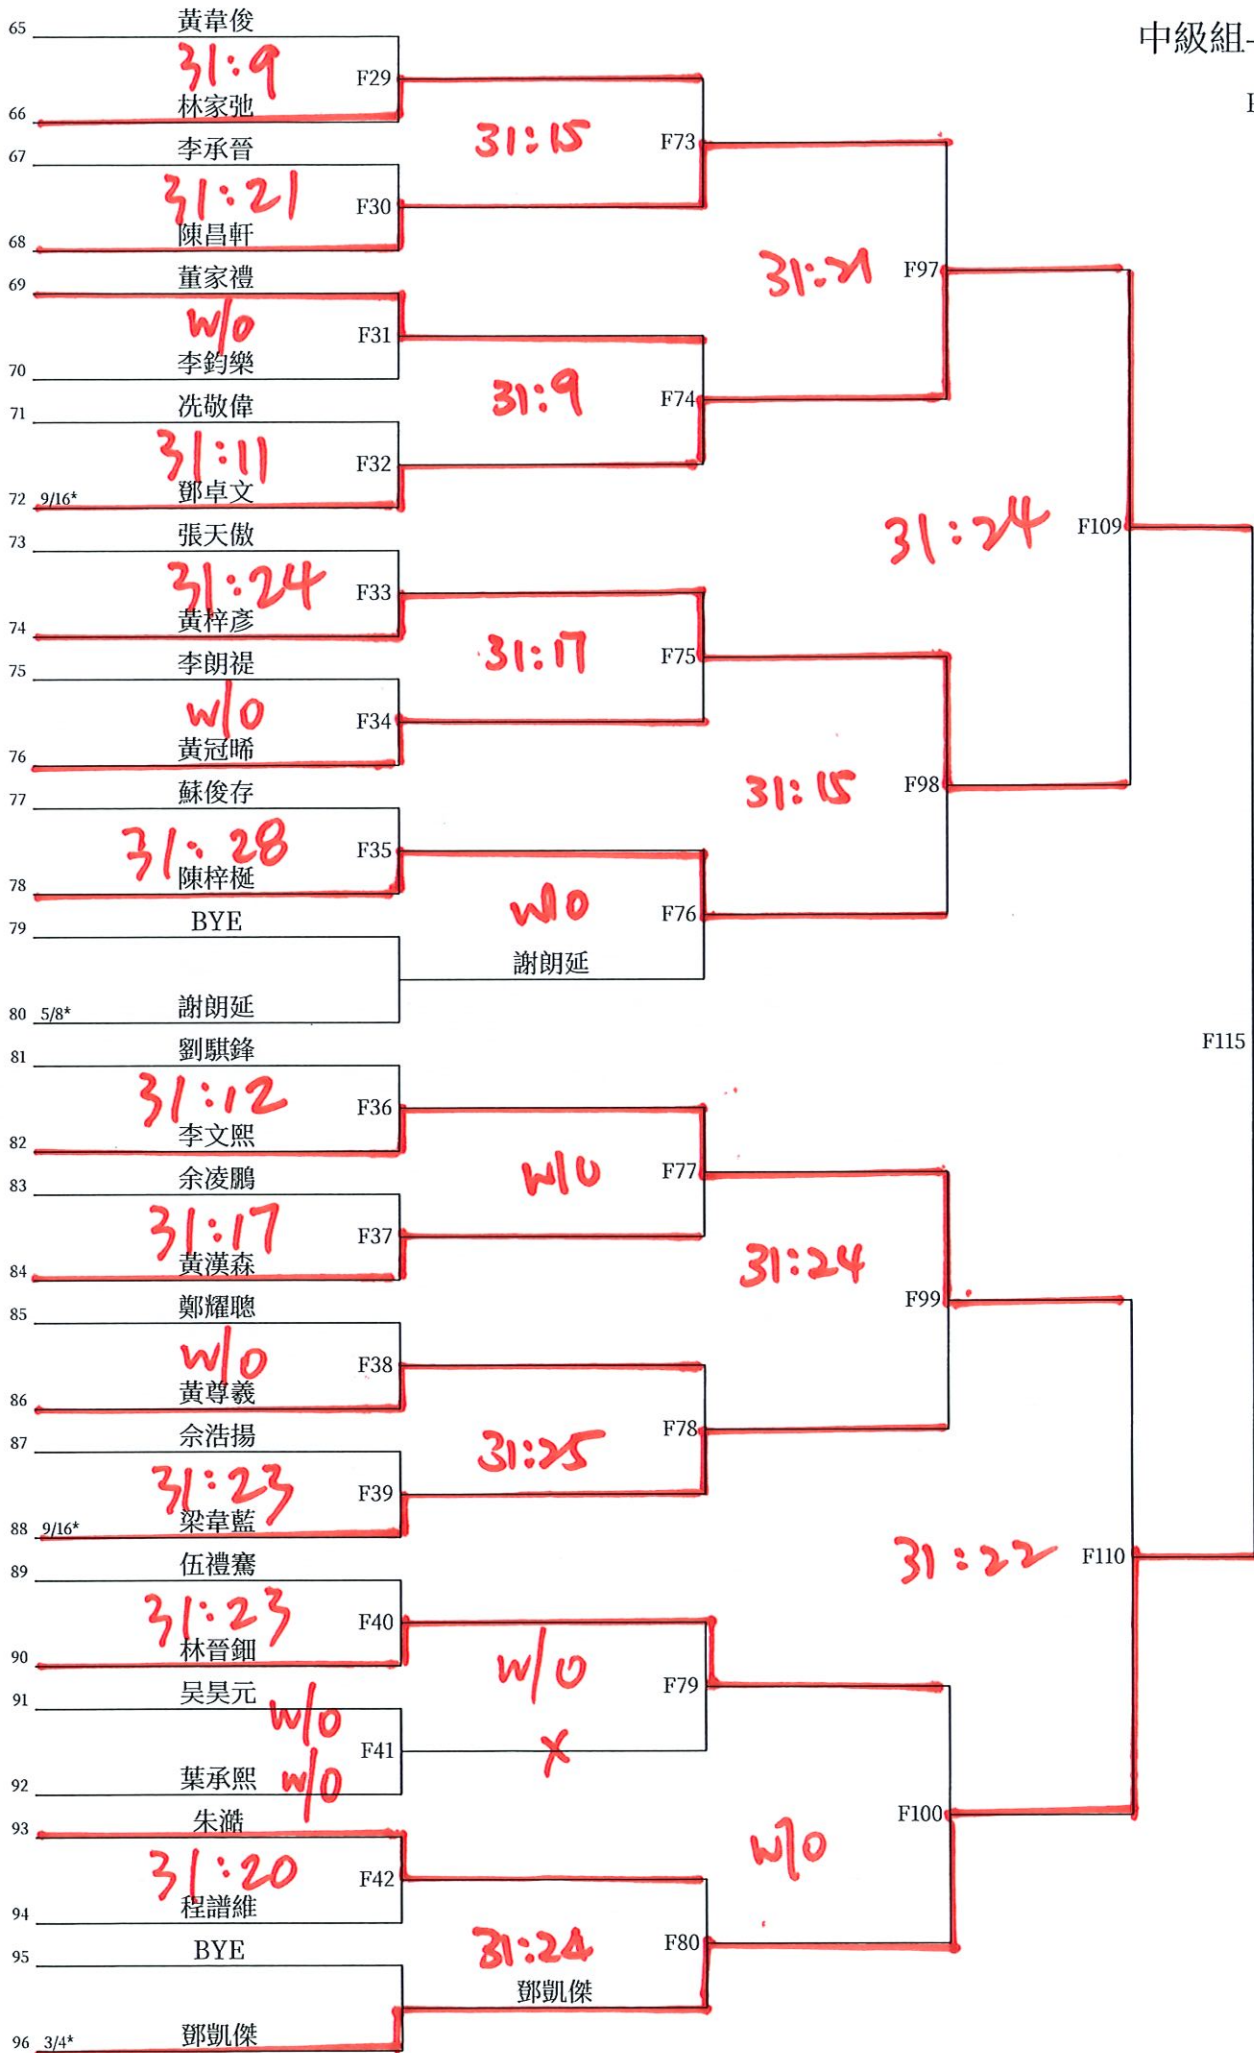 中級組
65 黃韋俊
31:9 F29
66 林家弛
31:15 F73
67 李承晉
31:21 F30
68 陳昌軒
31:21 F97
69 董家禮
W/O F31
70 李鈞樂
31:9 F74
71 冼敬偉
31:11 F32
72 9/16* 鄧卓文
31:24 F109
73 張天傲
31:24 F33
74 黃梓彥
31:17 F75
75 李朗禔
W/O F34
76 黃冠晞
31:15 F98
77 蘇俊存
31:28 F35
78 陳梓梃
W/O F76
79 BYE
謝朗延
80 5/8* 謝朗延
F115
81 劉騏鋒
31:12 F36
82 李文熙
W/O F77
83 余凌鵬
31:17 F37
84 黃漢森
31:24 F99
85 鄭耀聰
W/O F38
86 黃尊羲
31:25 F78
87 佘浩揚
31:23 F39
88 9/16* 梁韋藍
31:22 F110
89 伍禮騫
31:23 F40
90 林晉鈿
W/O F79
91 吴昊元 W/O
F41 X
92 葉承熙 W/O
W/O F100
93 朱澔
31:20 F42
94 程譜維
31:24 F80
95 BYE
鄧凱傑
96 3/4* 鄧凱傑